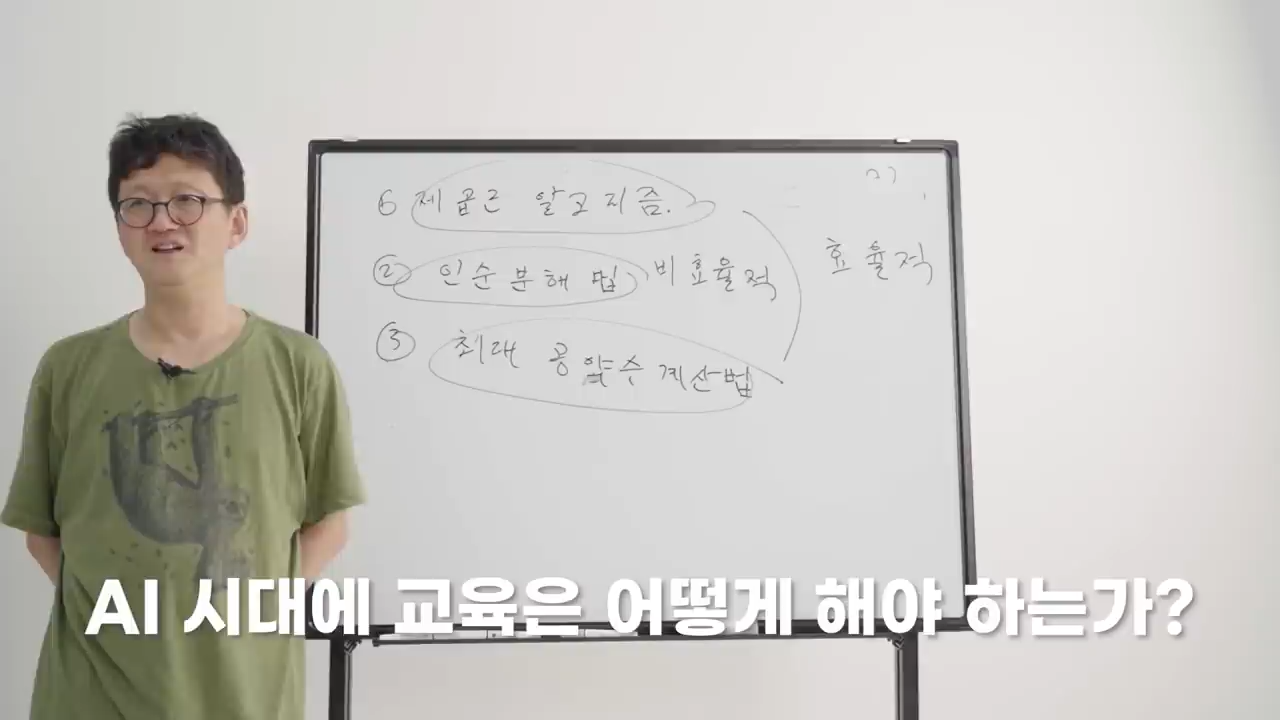 6 제곱근 알고리즘.
② 인수분해법 비효율적
효율적
③ 최대 공약수 계산법
AI 시대에 교육은 어떻게 해야 하는가?